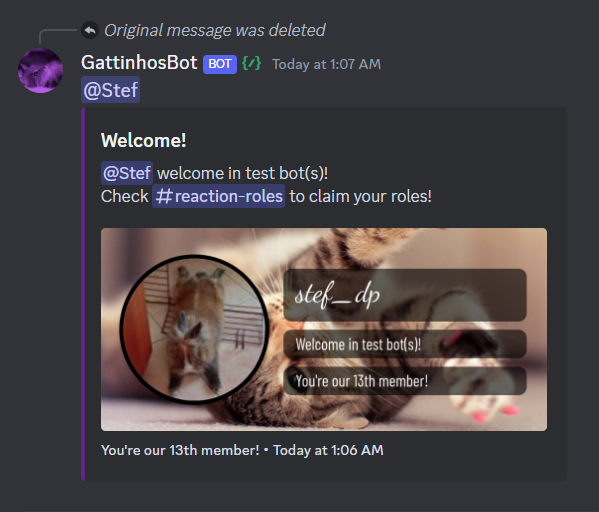 Original message was deleted
GattinhosBot BOT {/} Today at 1:07 AM
@Stef
Welcome!
@Stef welcome in test bot(s)!
Check #reaction-roles to claim your roles!
stef_dp
Welcome in test bot(s)!
You're our 13th member!
You're our 13th member! • Today at 1:06 AM